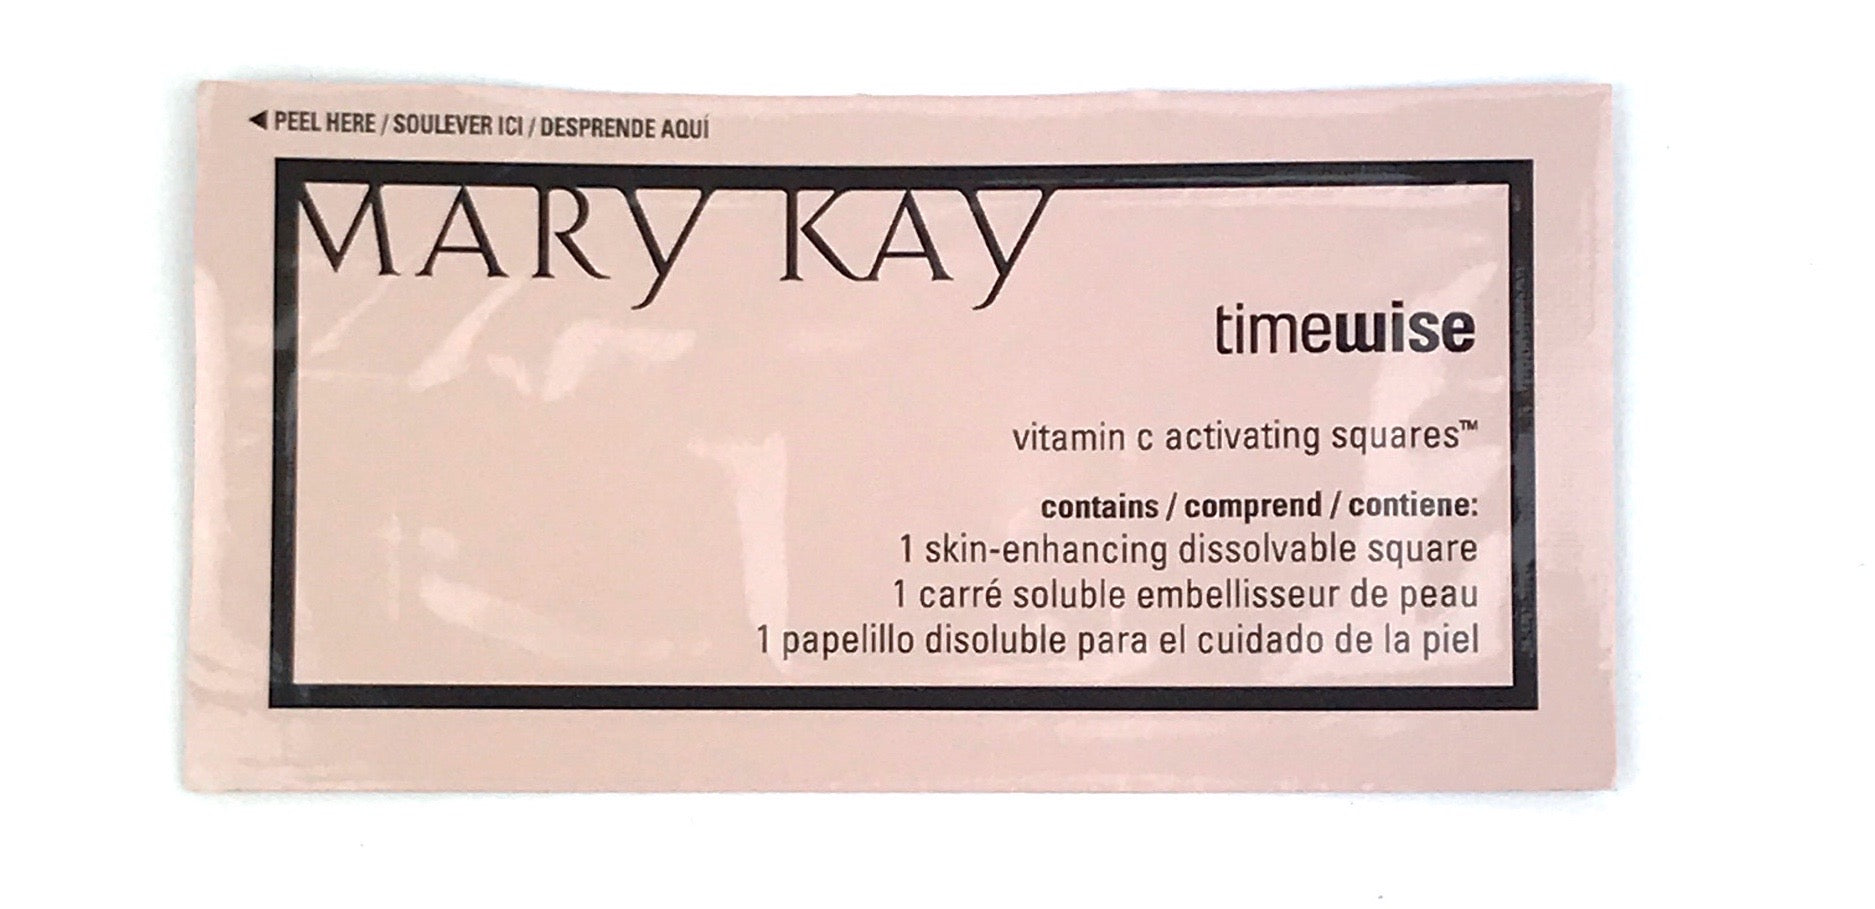 ◀ PEEL HERE / SOULEVER ICI / DESPRENDE AQUÍ
MARY KAY
timewise
vitamin c activating squares™
contains / comprend / contiene:
1 skin-enhancing dissolvable square
1 carré soluble embellisseur de peau
1 papelillo disoluble para el cuidado de la piel